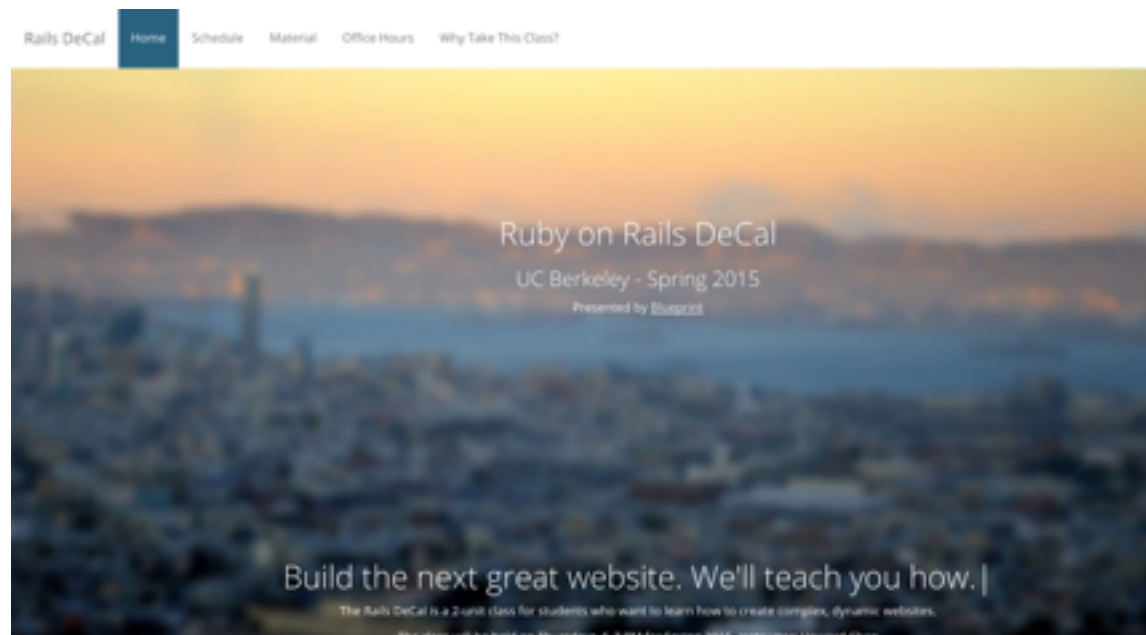 Rails DeCal Home Schedule Material Office Hours Why Take This Class?
Ruby on Rails DeCal
UC Berkeley - Spring 2015
Presented by Blueprint
Build the next great website. We'll teach you how.|
The Rails DeCal is a 2-unit class for students who want to learn how to create complex, dynamic websites.